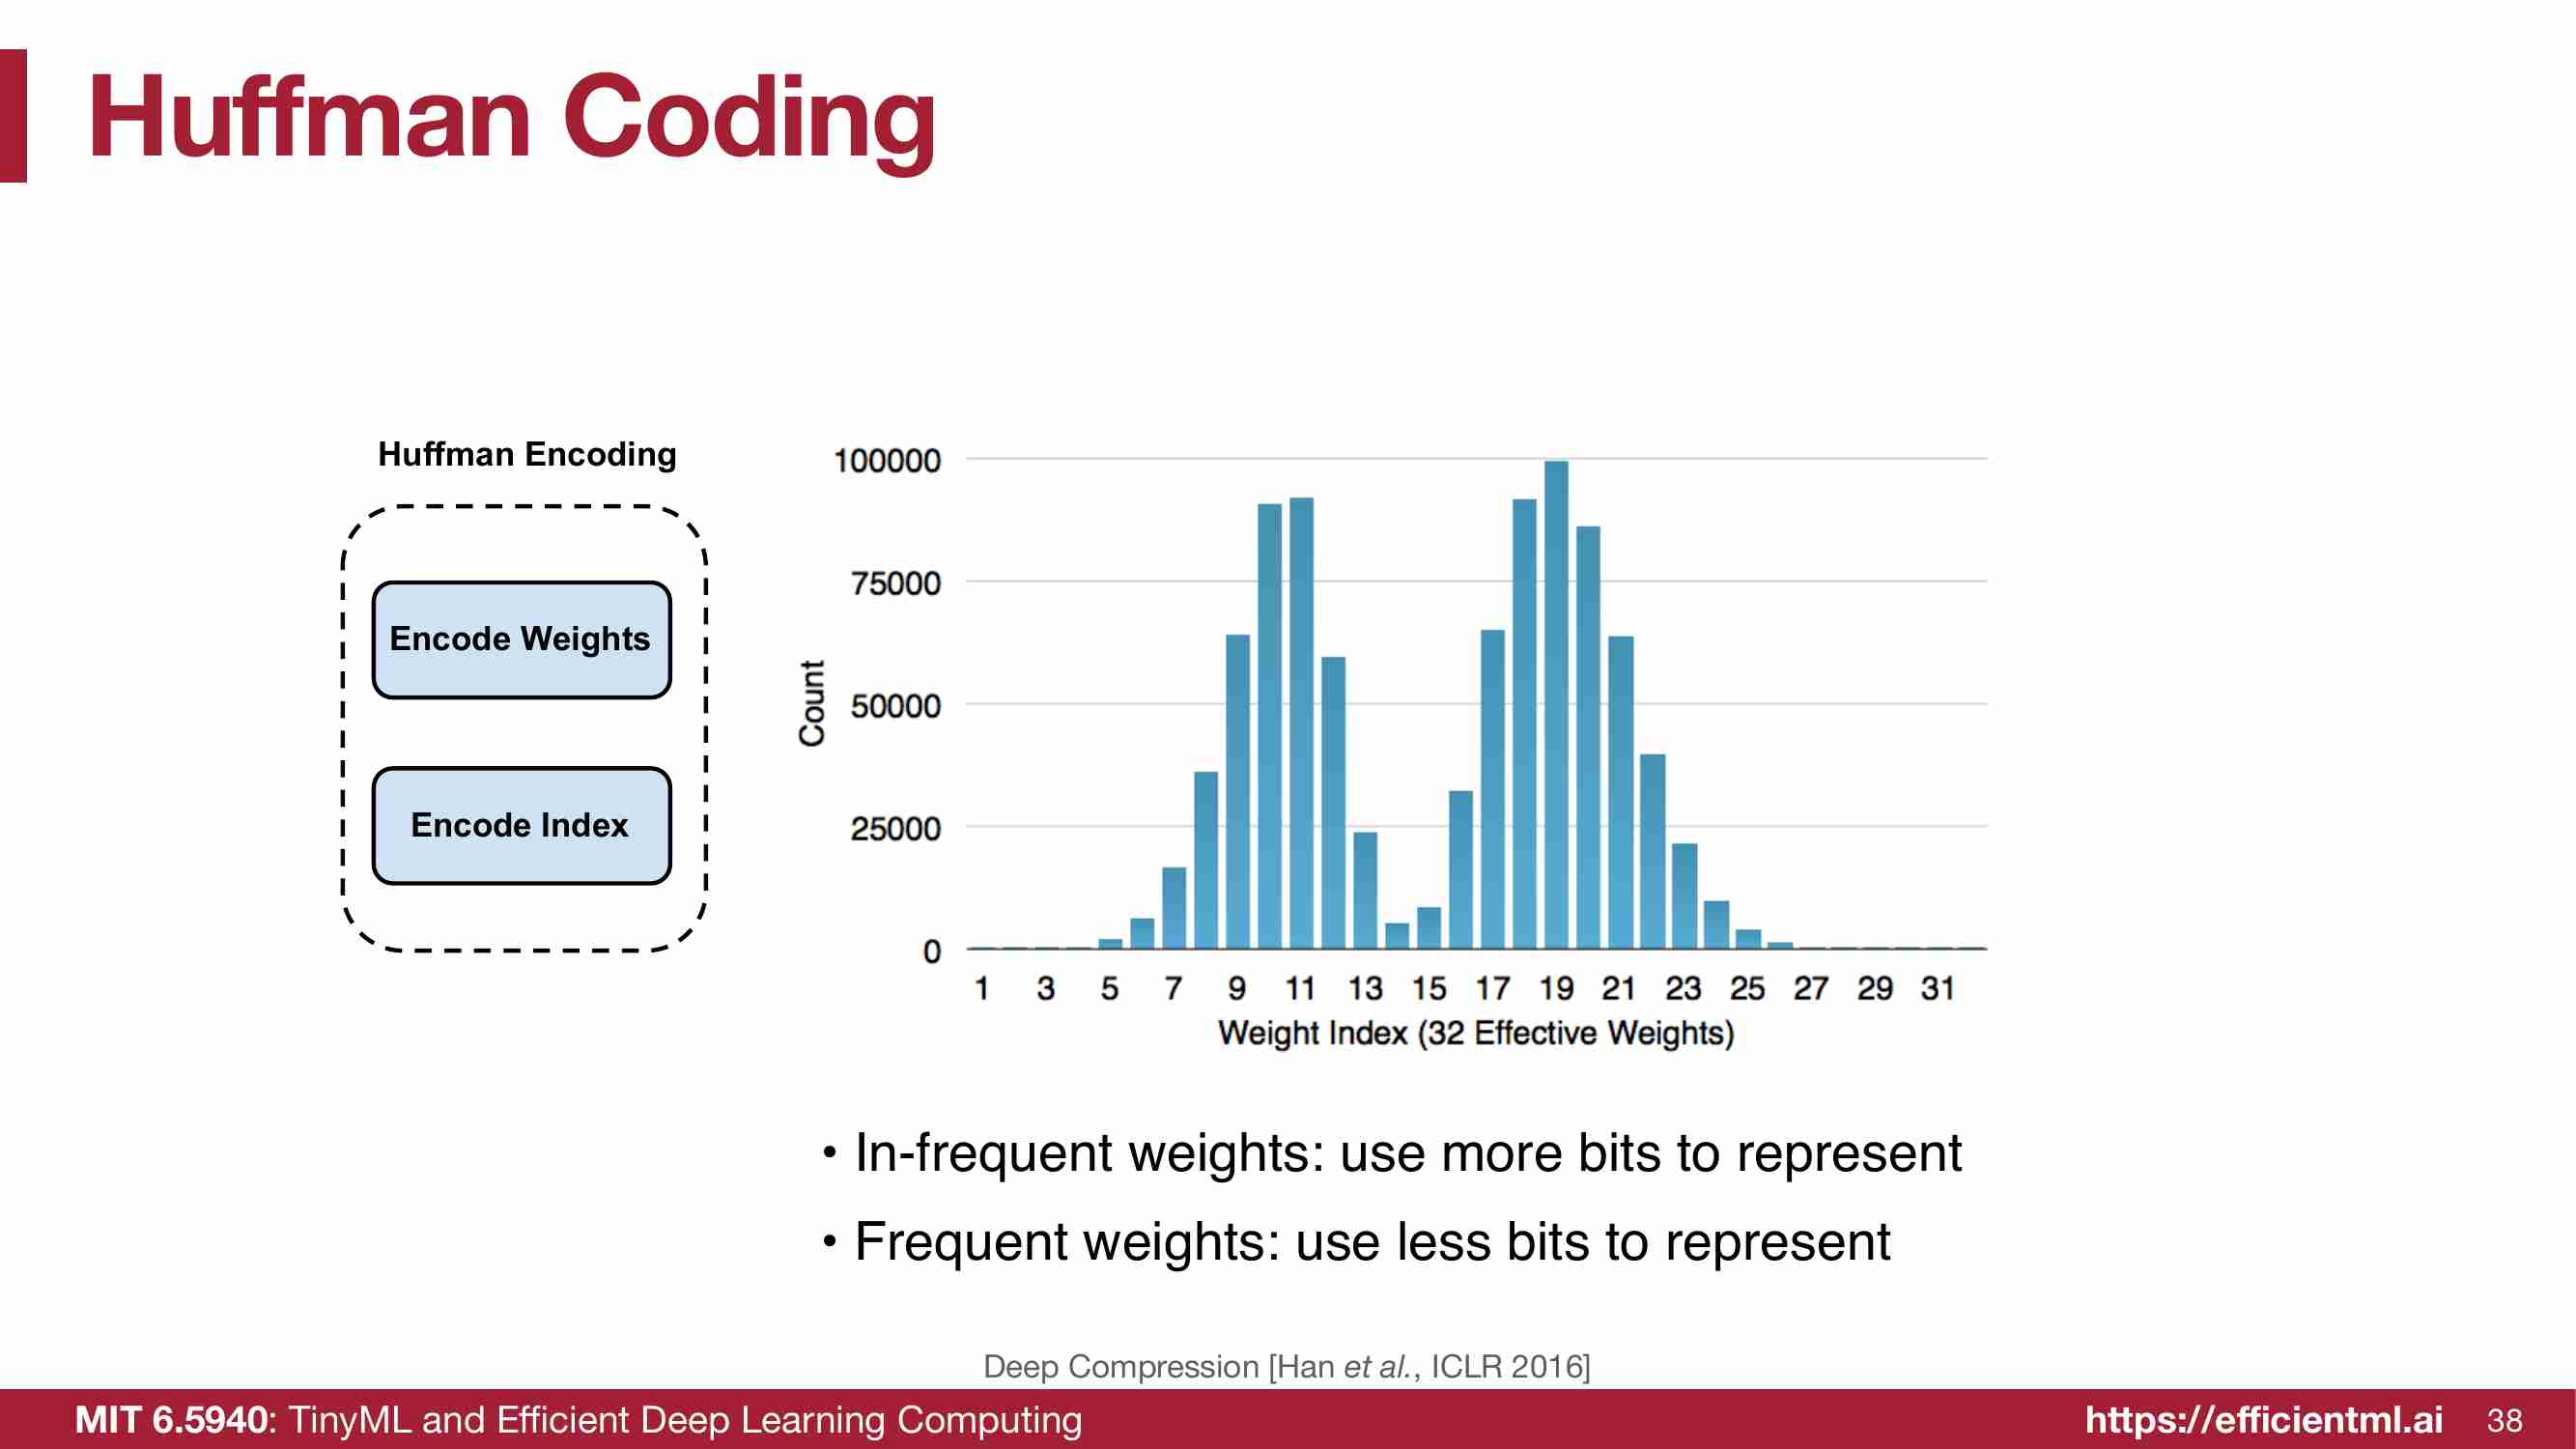 Huffman Coding
Huffman Encoding
Encode Weights
Encode Index
100000
75000
50000
25000
0
Count
1 3 5 7 9 11 13 15 17 19 21 23 25 27 29 31
Weight Index (32 Effective Weights)
• In-frequent weights: use more bits to represent
• Frequent weights: use less bits to represent
Deep Compression [Han et al., ICLR 2016]
MIT 6.5940: TinyML and Efficient Deep Learning Computing
https://efficientml.ai 38